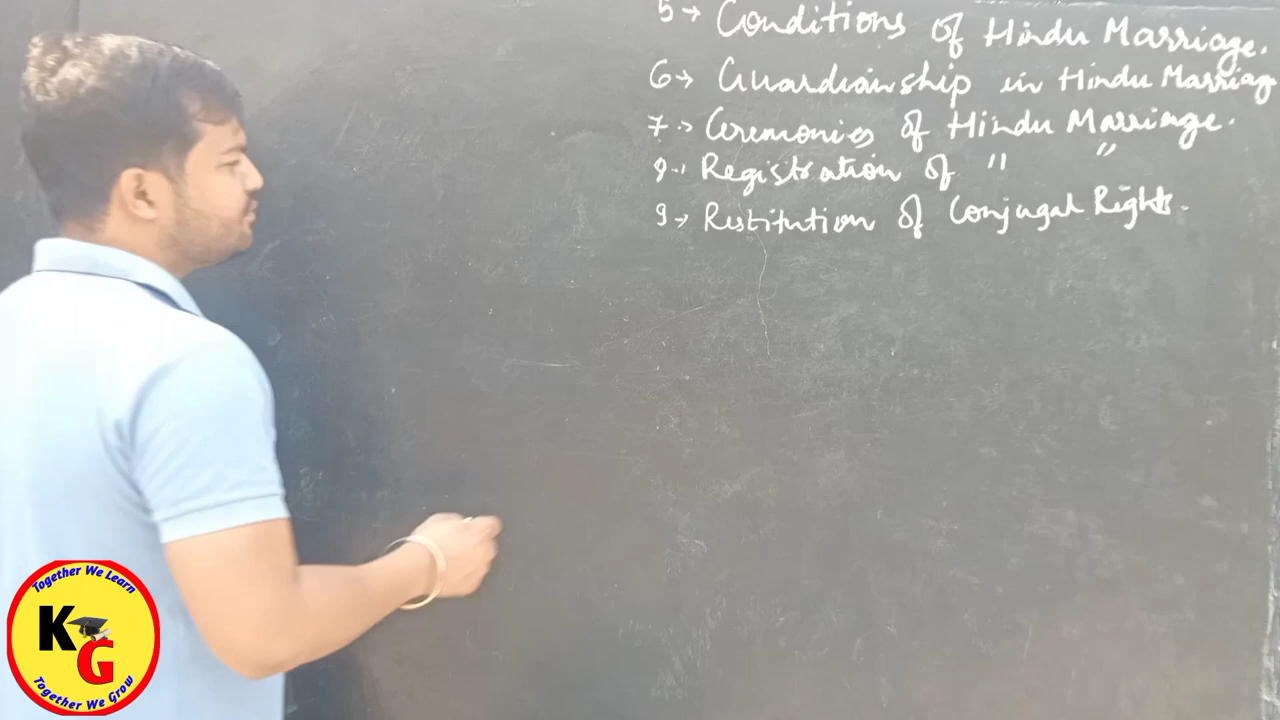 5→ Conditions of Hindu Marriage.
6→ Guardianship in Hindu Marriag
7→ Ceremonies of Hindu Marriage.
8→ Registration of " "
9→ Restitution of Conjugal Rights.
Together We Learn
KG
Together We Grow